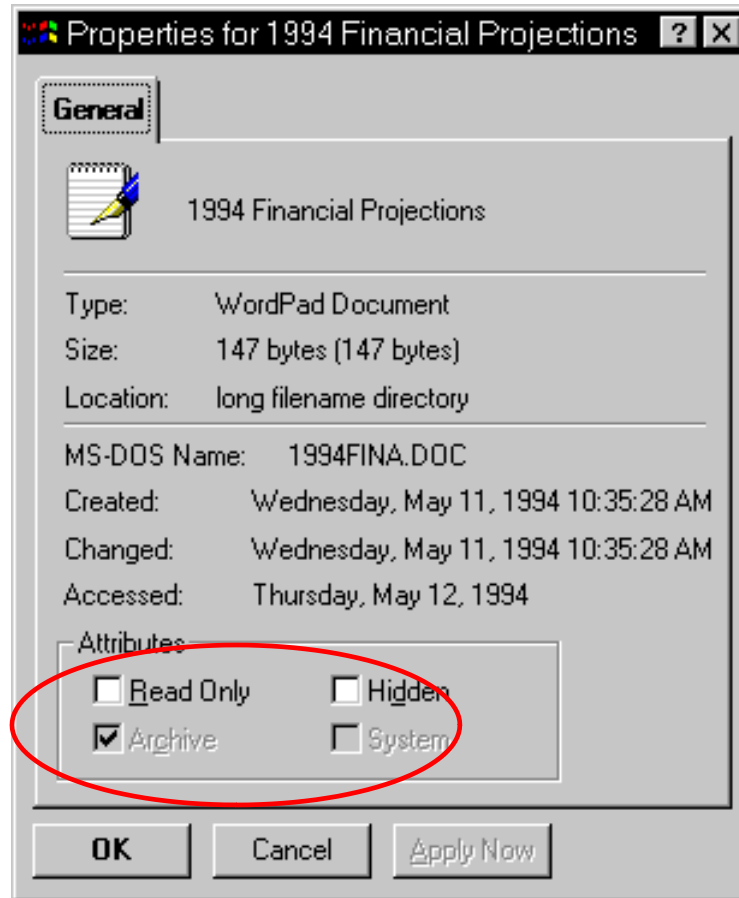 Properties for 1994 Financial Projections ? X
General
1994 Financial Projections
Type: WordPad Document
Size: 147 bytes (147 bytes)
Location: long filename directory
MS-DOS Name: 1994FINA.DOC
Created: Wednesday, May 11, 1994 10:35:28 AM
Changed: Wednesday, May 11, 1994 10:35:28 AM
Accessed: Thursday, May 12, 1994
Attributes
Read Only Hidden
Archive System
OK Cancel Apply Now